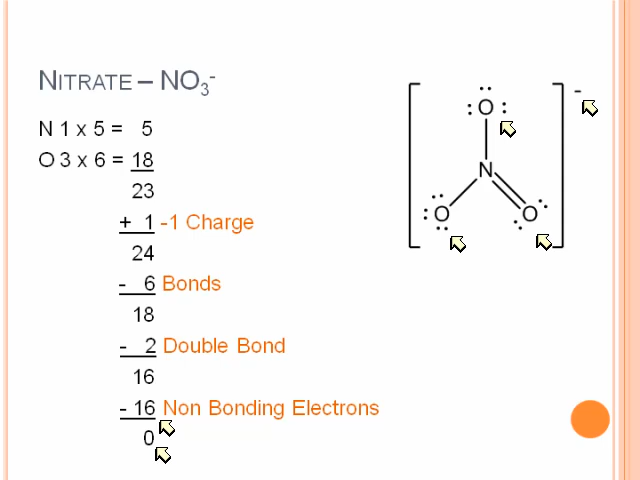 NITRATE – NO3-
N 1 x 5 = 5
O 3 x 6 = 18
23
+ 1 -1 Charge
24
- 6 Bonds
18
- 2 Double Bond
16
- 16 Non Bonding Electrons
0
-
O
N
O O